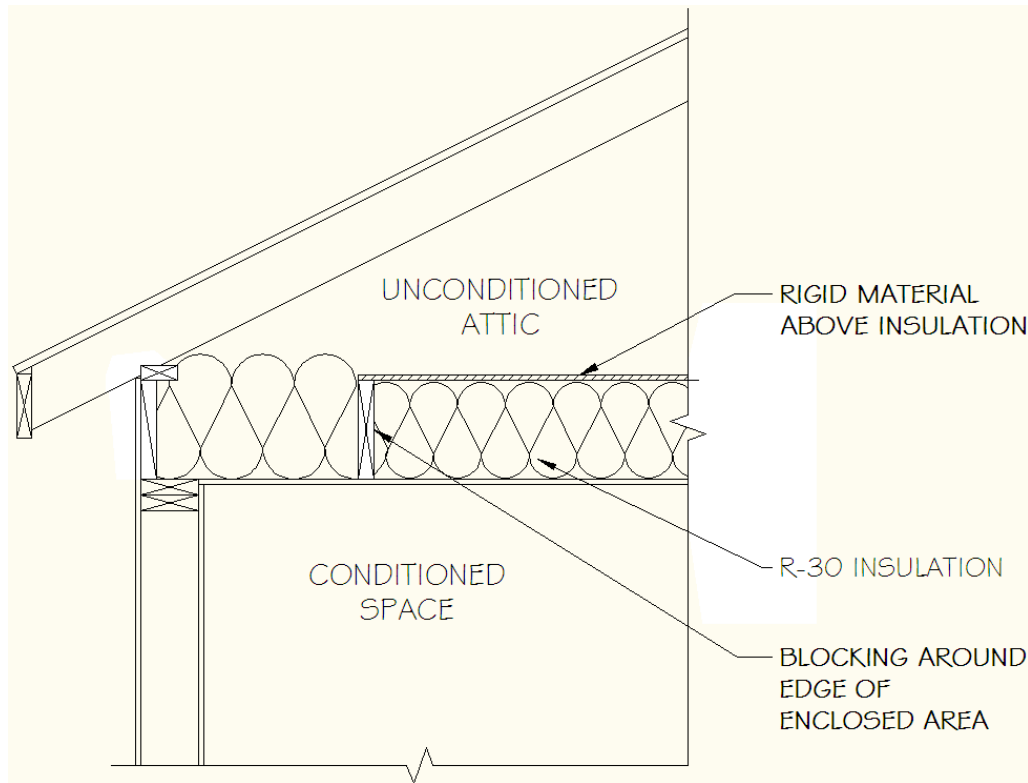 UNCONDITIONED
ATTIC
RIGID MATERIAL
ABOVE INSULATION
CONDITIONED
SPACE
R-30 INSULATION
BLOCKING AROUND
EDGE OF
ENCLOSED AREA